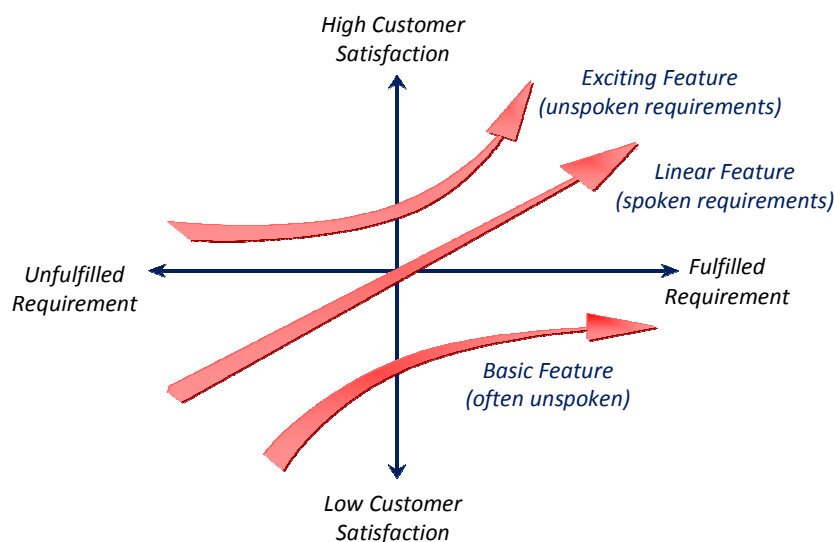 High Customer
Satisfaction
Exciting Feature
(unspoken requirements)
Linear Feature
(spoken requirements)
Unfulfilled
Requirement
Fulfilled
Requirement
Basic Feature
(often unspoken)
Low Customer
Satisfaction